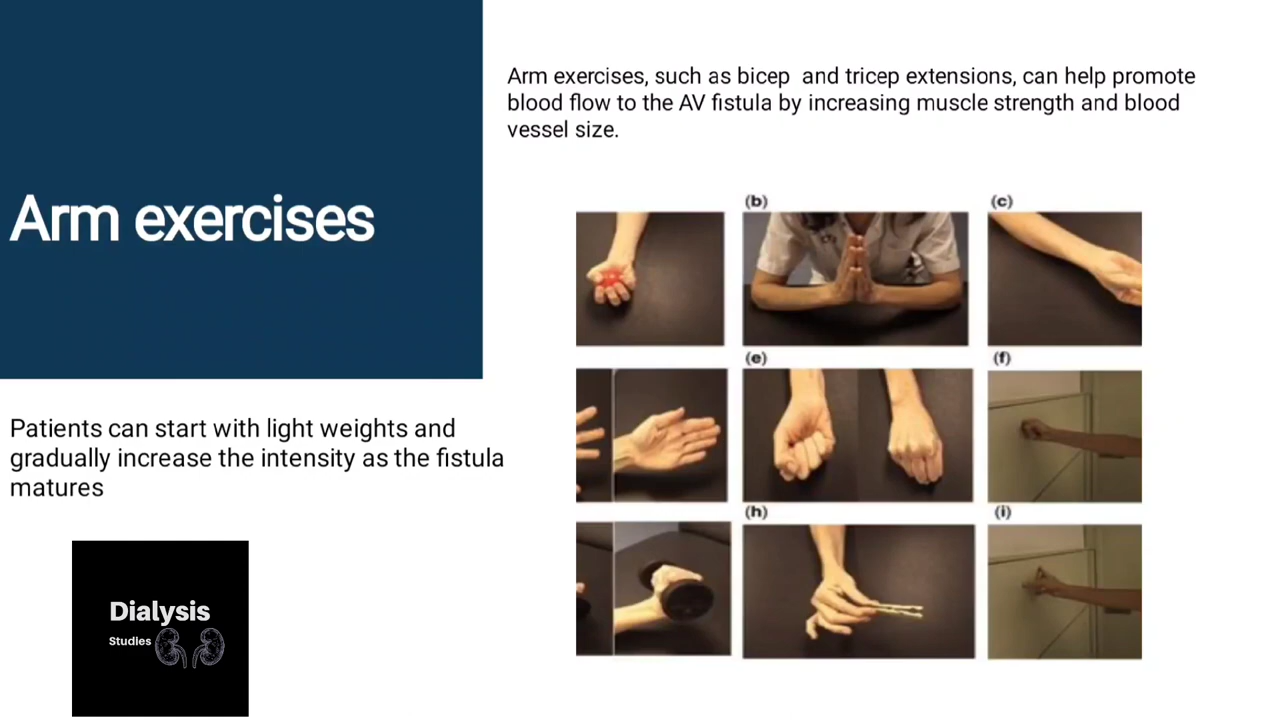 Arm exercises, such as bicep and tricep extensions, can help promote
blood flow to the AV fistula by increasing muscle strength and blood
vessel size.
Arm exercises
(b)
(c)
(e)
(f)
(h)
(i)
Patients can start with light weights and
gradually increase the intensity as the fistula
matures
Dialysis
Studies